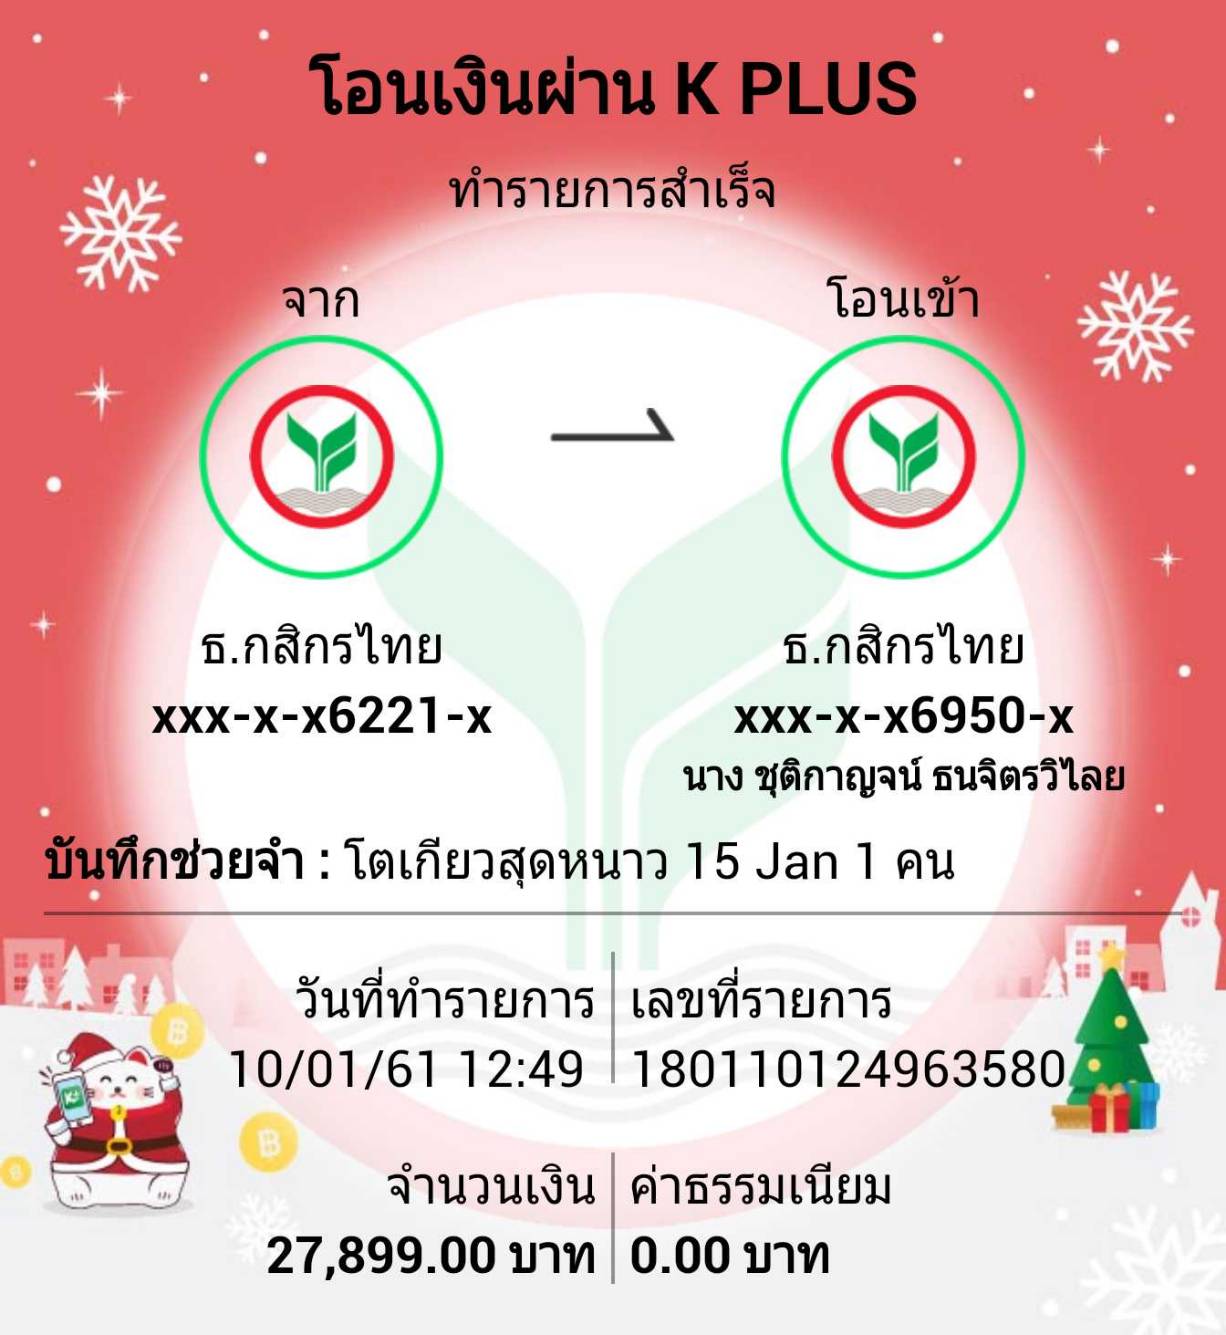 โอนเงินผ่าน K PLUS
ทำรายการสำเร็จ
จาก
โอนเข้า
ธ.กสิกรไทย
xxx-x-x6221-x
ธ.กสิกรไทย
xxx-x-x6950-x
นาง ชุติกาญจน์ ธนจิตรวิไลย
บันทึกช่วยจำ : โตเกียวสุดหนาว 15 Jan 1 คน
วันที่ทำรายการ
10/01/61 12:49
เลขที่รายการ
180110124963580
จำนวนเงิน
27,899.00 บาท
ค่าธรรมเนียม
0.00 บาท